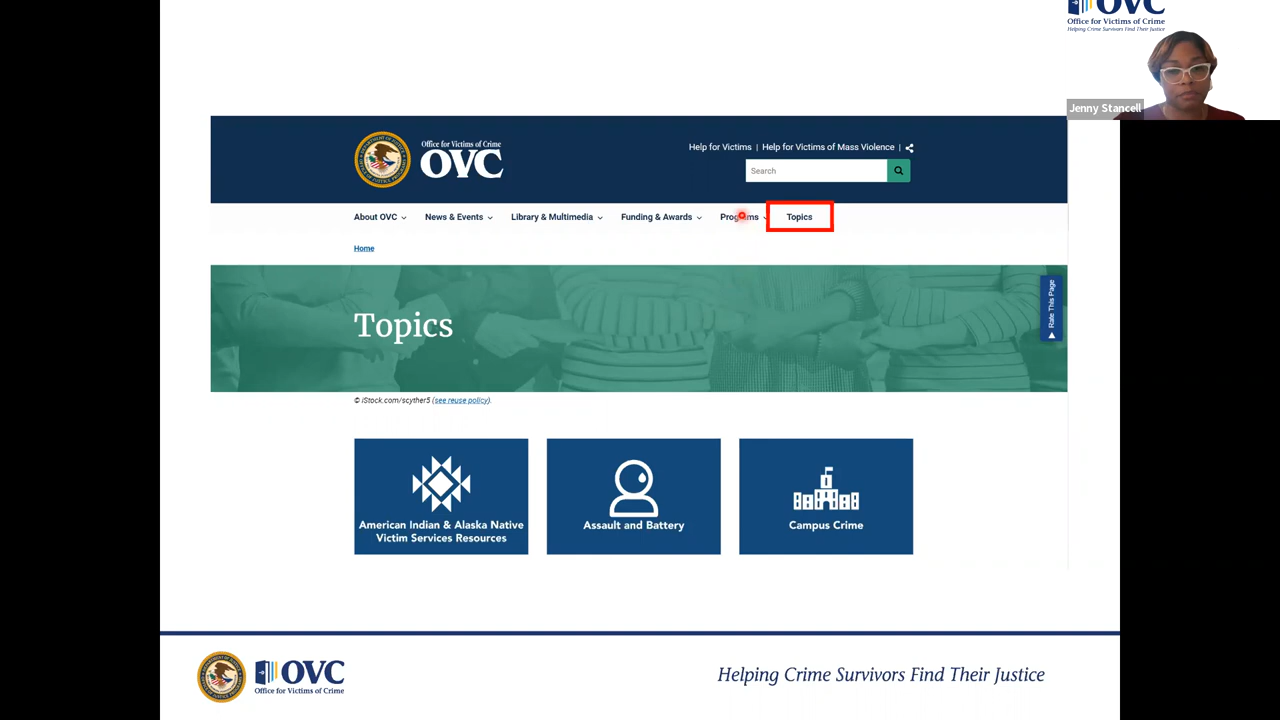 OVC
Office for Victims of Crime
Helping Crime Survivors Find Their Justice
Jenny Stancell
Office for Victims of Crime
OVC
Help for Victims | Help for Victims of Mass Violence |
Search
About OVC News & Events Library & Multimedia Funding & Awards Programs Topics
Home
Topics
Rate This Page
© iStock.com/scyther5 (see reuse policy).
American Indian & Alaska Native
Victim Services Resources
Assault and Battery
Campus Crime
OVC
Office for Victims of Crime
Helping Crime Survivors Find Their Justice